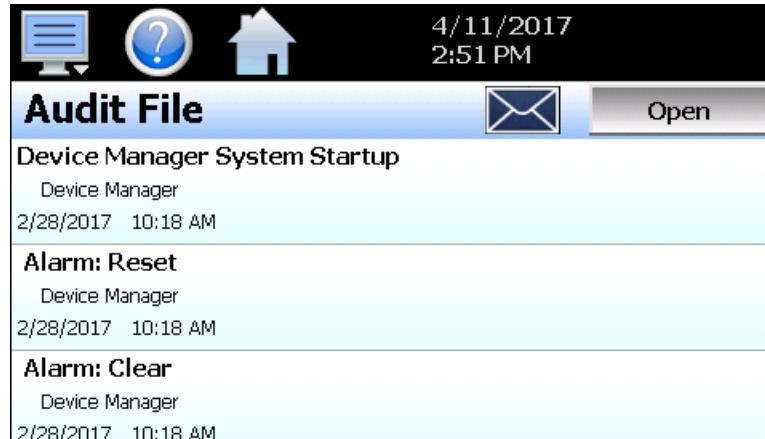 4/11/2017
2:51 PM
Audit File
Open
Device Manager System Startup
Device Manager
2/28/2017 10:18 AM
Alarm: Reset
Device Manager
2/28/2017 10:18 AM
Alarm: Clear
Device Manager
2/28/2017 10:18 AM